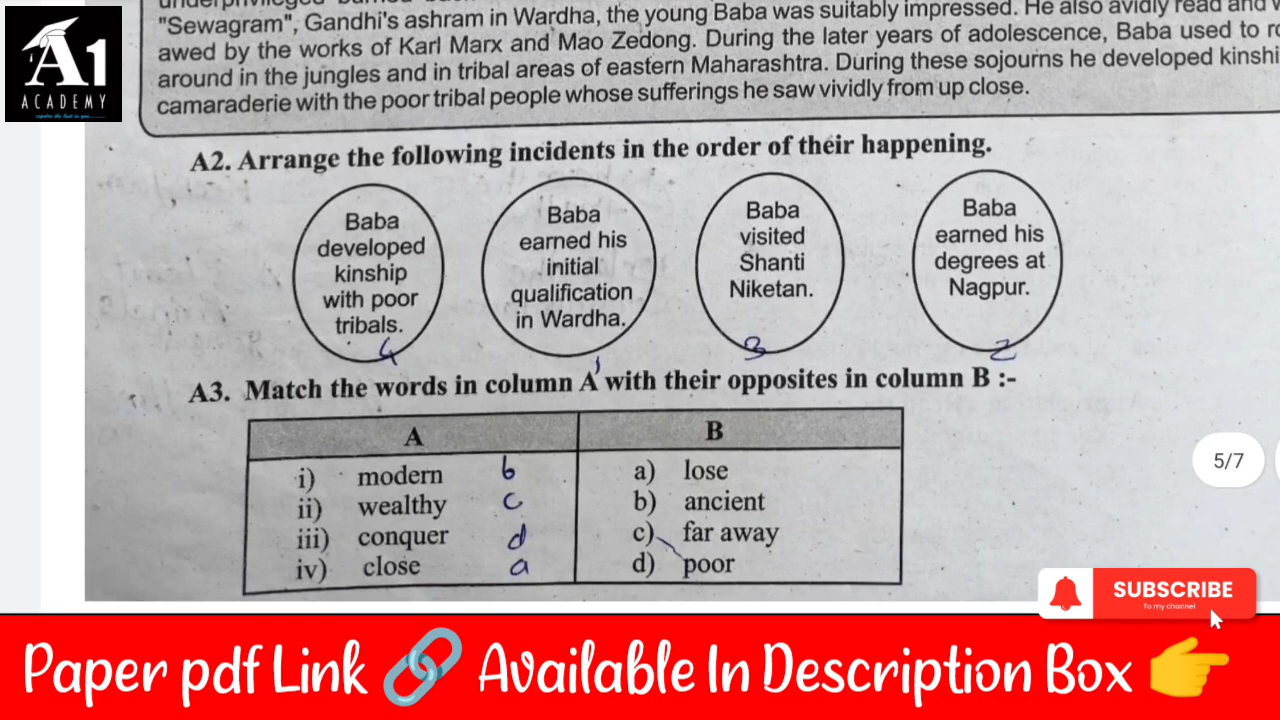 "Sewagram", Gandhi's ashram in Wardha, the young Baba was suitably impressed. He also avidly read and
awed by the works of Karl Marx and Mao Zedong. During the later years of adolescence, Baba used to
around in the jungles and in tribal areas of eastern Maharashtra. During these sojourns he developed kinshi
camaraderie with the poor tribal people whose sufferings he saw vividly from up close.
A1
ACADEMY
A2. Arrange the following incidents in the order of their happening.
Baba
developed
kinship
with poor
tribals.
4
Baba
earned his
initial
qualification
in Wardha.
1
Baba
visited
Shanti
Niketan.
3
Baba
earned his
degrees at
Nagpur.
2
A3. Match the words in column A with their opposites in column B :-
A B
i) modern b a) lose
ii) wealthy c b) ancient
iii) conquer d c) far away
iv) close a d) poor
5/7
SUBSCRIBE
To my channel
Paper pdf Link 🔗 Available In Description Box 👉